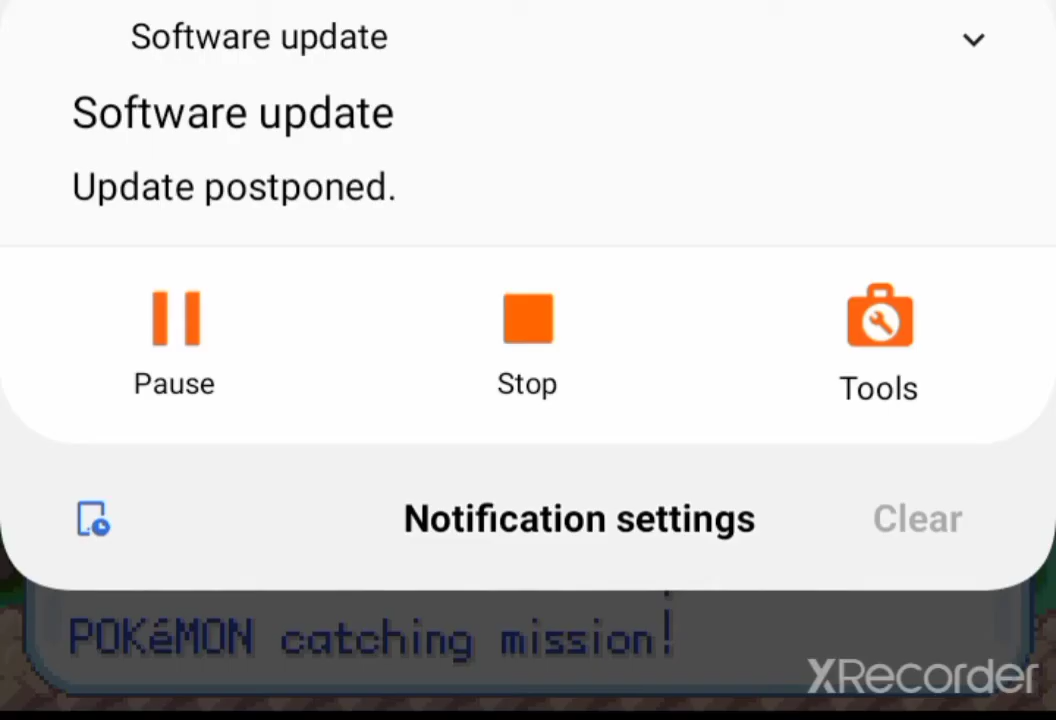 Software update
Software update
Update postponed.
Pause
Stop
Tools
Notification settings
Clear
POKéMON catching mission!
XRecorder